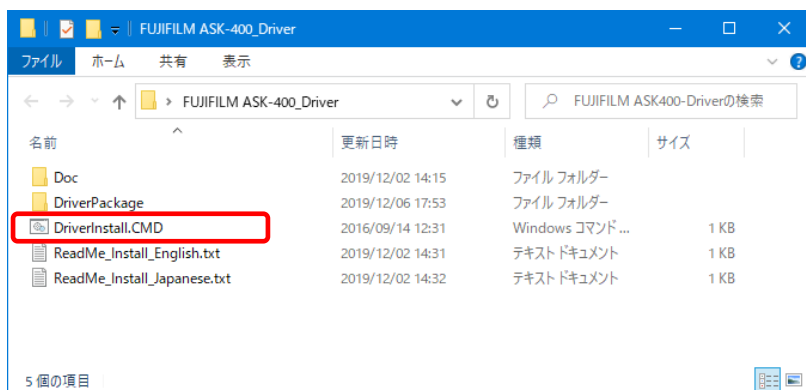 FUJIFILM ASK-400_Driver
ファイル ホーム 共有 表示
FUJIFILM ASK-400_Driver FUJIFILM ASK400-Driverの検索
名前 更新日時 種類 サイズ
Doc 2019/12/02 14:15 ファイル フォルダー
DriverPackage 2019/12/06 17:53 ファイル フォルダー
DriverInstall.CMD 2016/09/14 12:31 Windows コマンド... 1 KB
ReadMe_Install_English.txt 2019/12/02 14:31 テキスト ドキュメント 1 KB
ReadMe_Install_Japanese.txt 2019/12/02 14:32 テキスト ドキュメント 1 KB
5 個の項目